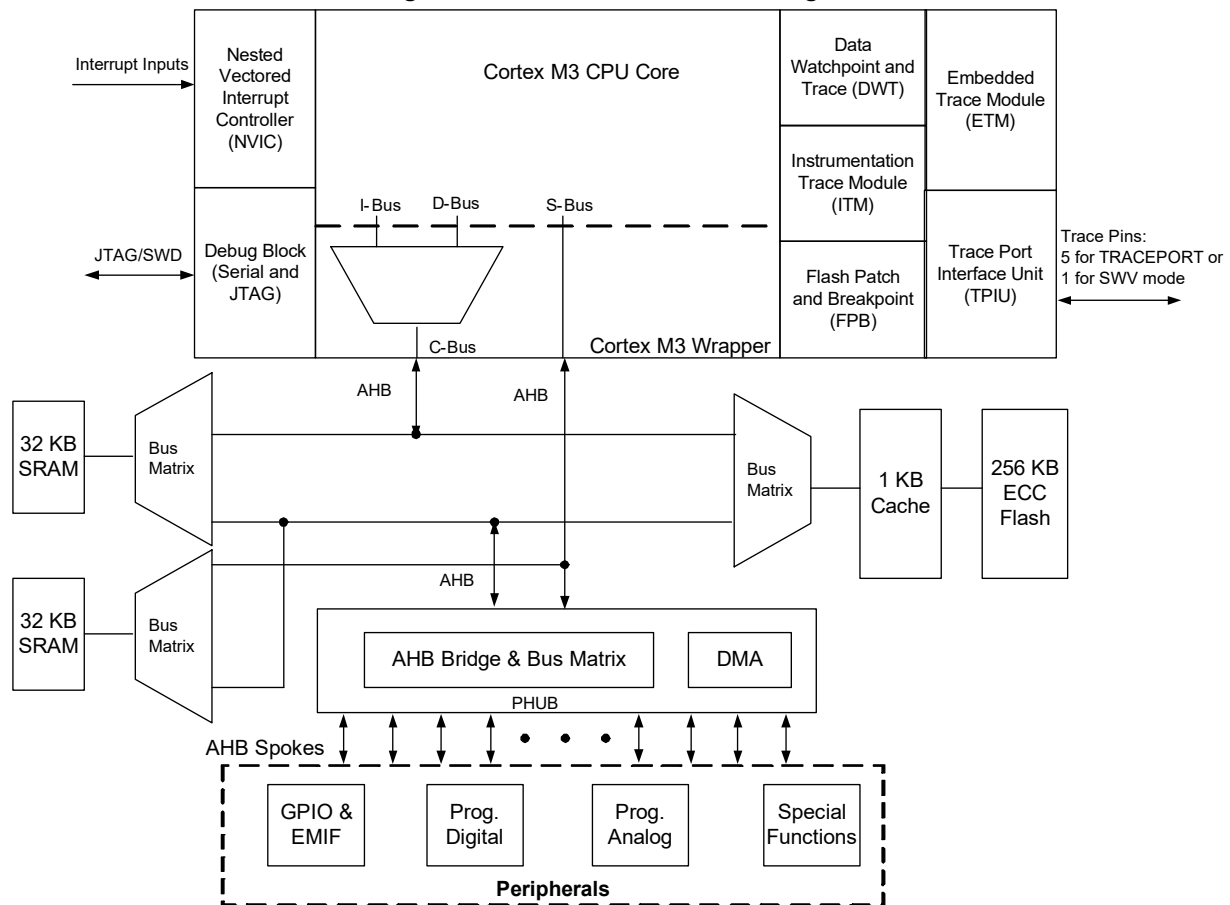 Interrupt Inputs
Nested
Vectored
Interrupt
Controller
(NVIC)
Cortex M3 CPU Core
Data
Watchpoint and
Trace (DWT)
Embedded
Trace Module
(ETM)
Instrumentation
Trace Module
(ITM)
I-Bus
D-Bus
S-Bus
JTAG/SWD
Debug Block
(Serial and
JTAG)
Flash Patch
and Breakpoint
(FPB)
Trace Port
Interface Unit
(TPIU)
Trace Pins:
5 for TRACEPORT or
1 for SWV mode
C-Bus
Cortex M3 Wrapper
AHB
AHB
32 KB
SRAM
Bus
Matrix
Bus
Matrix
1 KB
Cache
256 KB
ECC
Flash
AHB
32 KB
SRAM
Bus
Matrix
AHB Bridge & Bus Matrix
DMA
PHUB
AHB Spokes
GPIO &
EMIF
Prog.
Digital
Prog.
Analog
Special
Functions
Peripherals